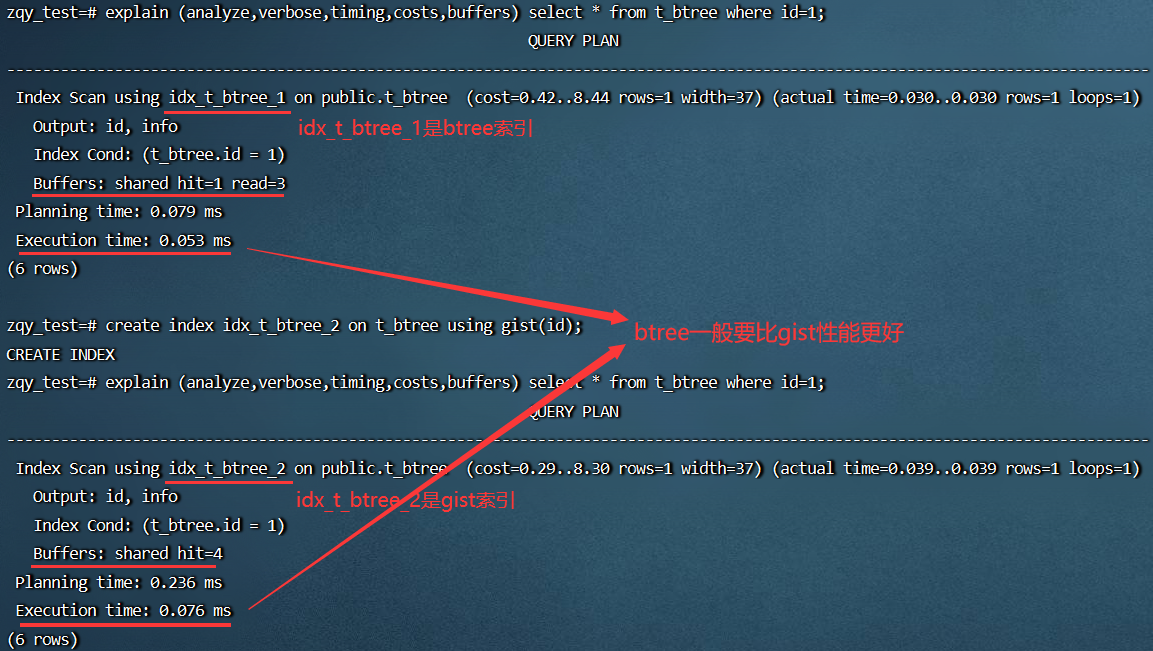 zqy_test=# explain (analyze,verbose,timing,costs,buffers) select * from t_btree where id=1;
QUERY PLAN
-----------------------------------------------------------------------------------------------------------------------------
Index Scan using idx_t_btree_1 on public.t_btree (cost=0.42..8.44 rows=1 width=37) (actual time=0.030..0.030 rows=1 loops=1)
Output: id, info
idx_t_btree_1是btree索引
Index Cond: (t_btree.id = 1)
Buffers: shared hit=1 read=3
Planning time: 0.079 ms
Execution time: 0.053 ms
(6 rows)
zqy_test=# create index idx_t_btree_2 on t_btree using gist(id);
btree一般要比gist性能更好
CREATE INDEX
zqy_test=# explain (analyze,verbose,timing,costs,buffers) select * from t_btree where id=1;
QUERY PLAN
-----------------------------------------------------------------------------------------------------------------------------
Index Scan using idx_t_btree_2 on public.t_btree (cost=0.29..8.30 rows=1 width=37) (actual time=0.039..0.039 rows=1 loops=1)
Output: id, info
idx_t_btree_2是gist索引
Index Cond: (t_btree.id = 1)
Buffers: shared hit=4
Planning time: 0.236 ms
Execution time: 0.076 ms
(6 rows)